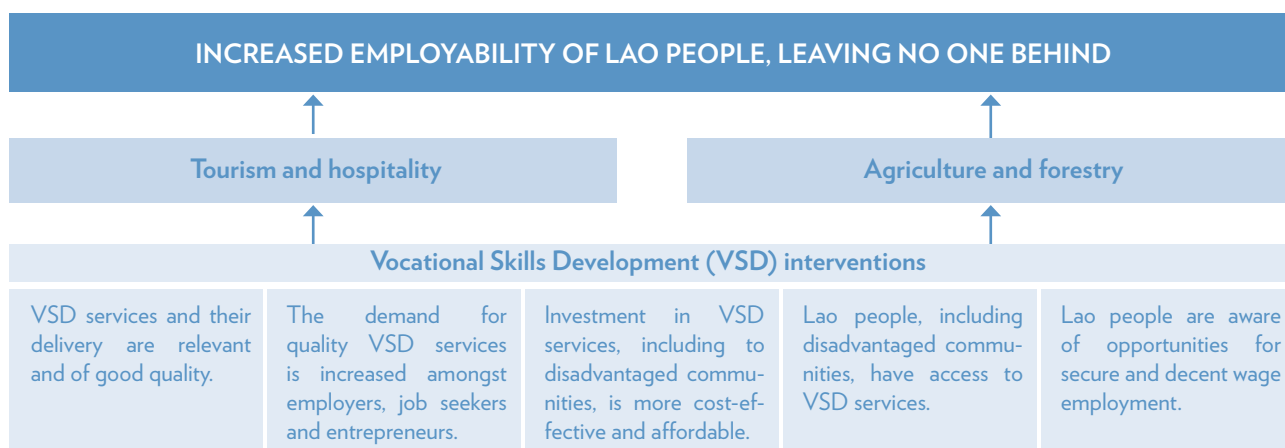 INCREASED EMPLOYABILITY OF LAO PEOPLE, LEAVING NO ONE BEHIND
Tourism and hospitality
Agriculture and forestry
Vocational Skills Development (VSD) interventions
VSD services and their
delivery are relevant
and of good quality.
The demand for
quality VSD services
is increased amongst
employers, job seekers
and entrepreneurs.
Investment in VSD
services, including to
disadvantaged commu-
nities, is more cost-ef-
fective and affordable.
Lao people, including
disadvantaged commu-
nities, have access to
VSD services.
Lao people are aware
of opportunities for
secure and decent wage
employment.